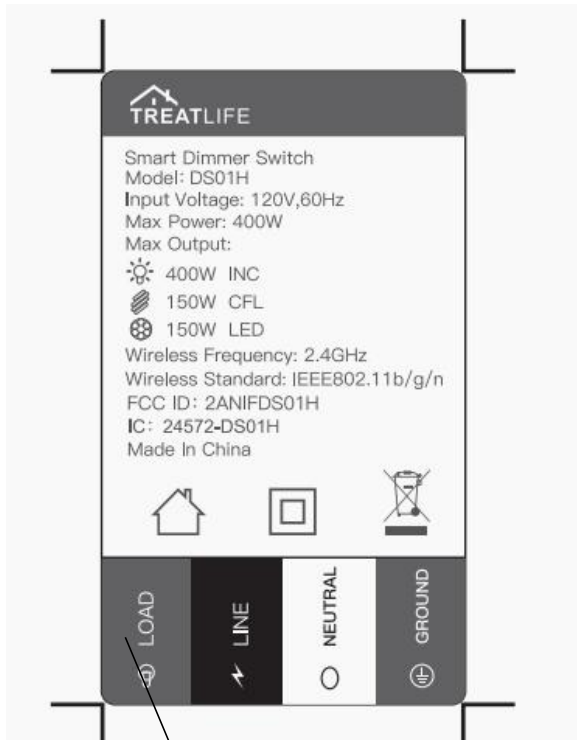 TREATLIFE
Smart Dimmer Switch
Model: DS01H
Input Voltage: 120V,60Hz
Max Power: 400W
Max Output:
400W INC
150W CFL
150W LED
Wireless Frequency: 2.4GHz
Wireless Standard: IEEE802.11b/g/n
FCC ID: 2ANIFDS01H
IC: 24572-DS01H
Made In China
LOAD
LINE
NEUTRAL
GROUND